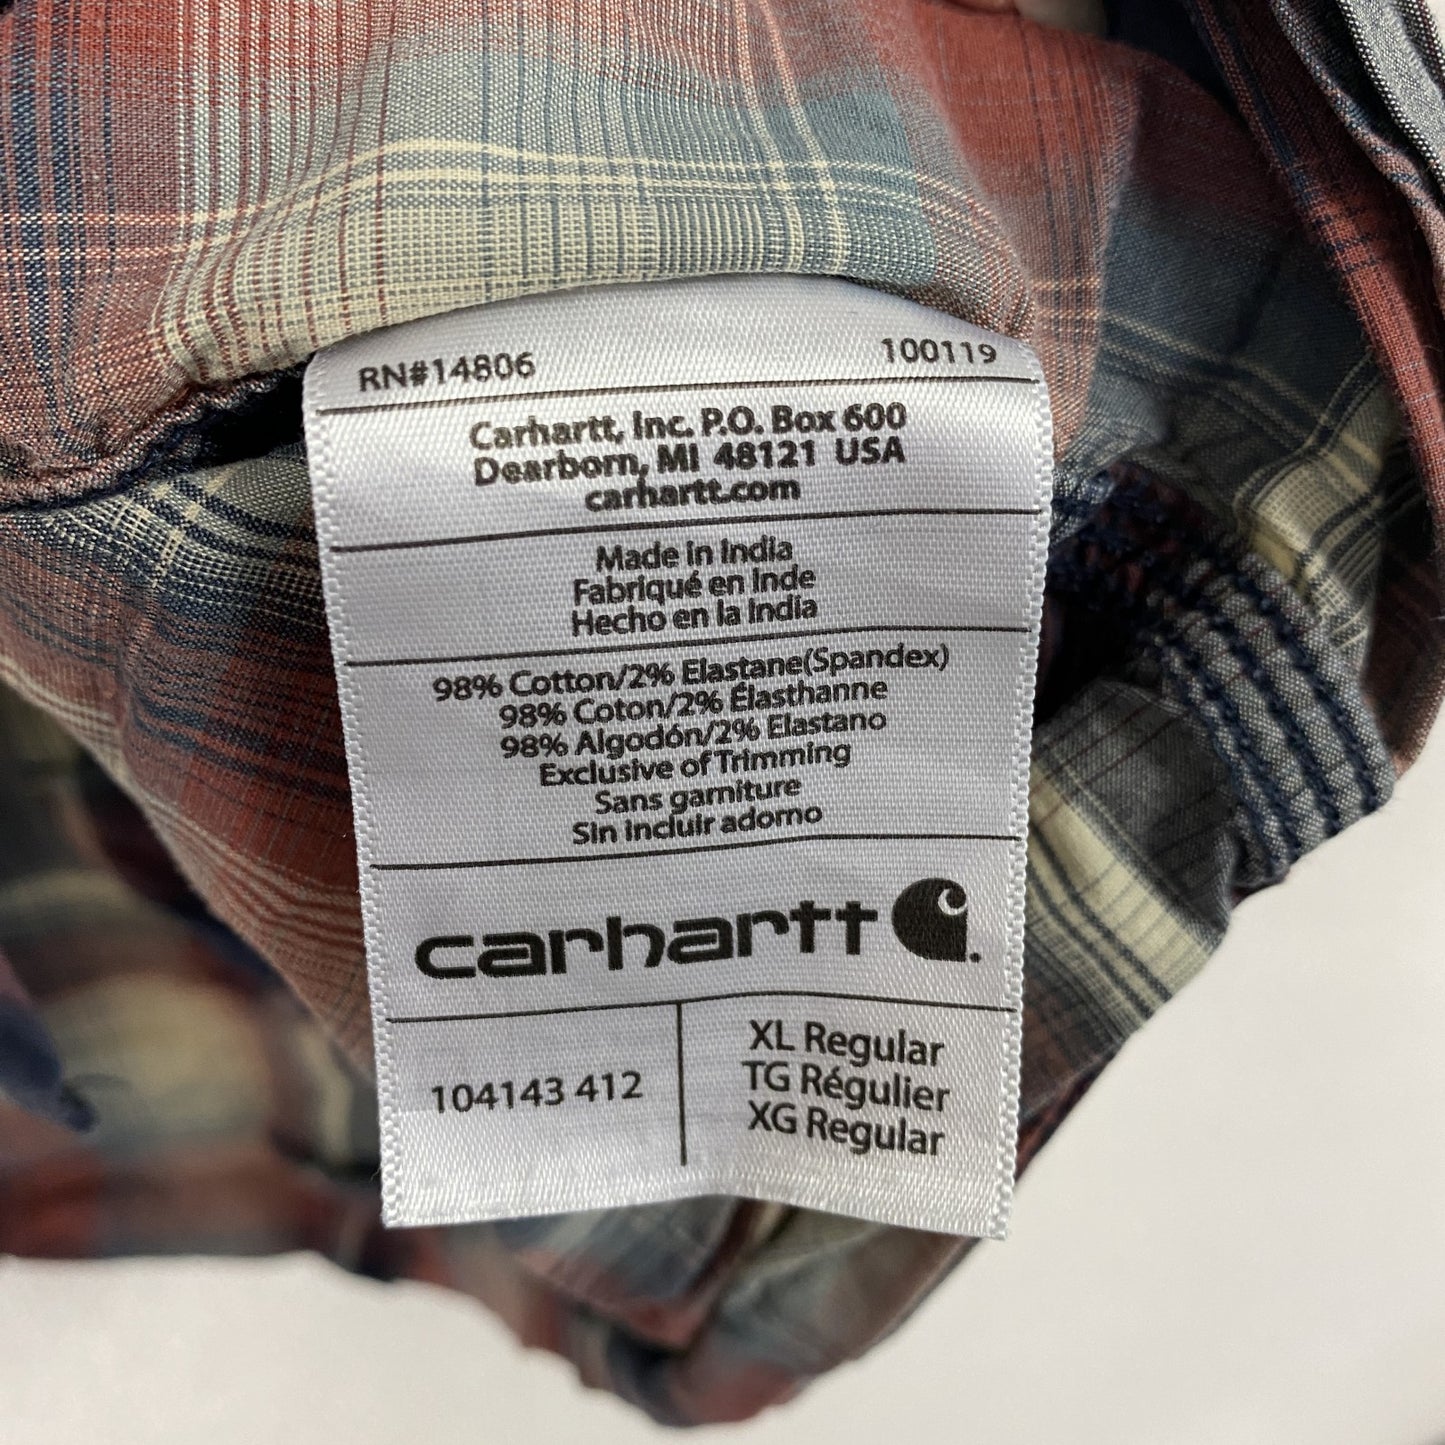 RN#14806 100119
Carhartt, Inc. P.O. Box 600
Dearborn, MI 48121 USA
carhartt.com
Made in India
Fabriqué en Inde
Hecho en la India
98% Cotton/2% Elastane(Spandex)
98% Coton/2% Élasthanne
98% Algodón/2% Elastano
Exclusive of Trimming
Sans garniture
Sin incluir adorno
carhartt
104143 412
XL Regular
TG Régulier
XG Regular